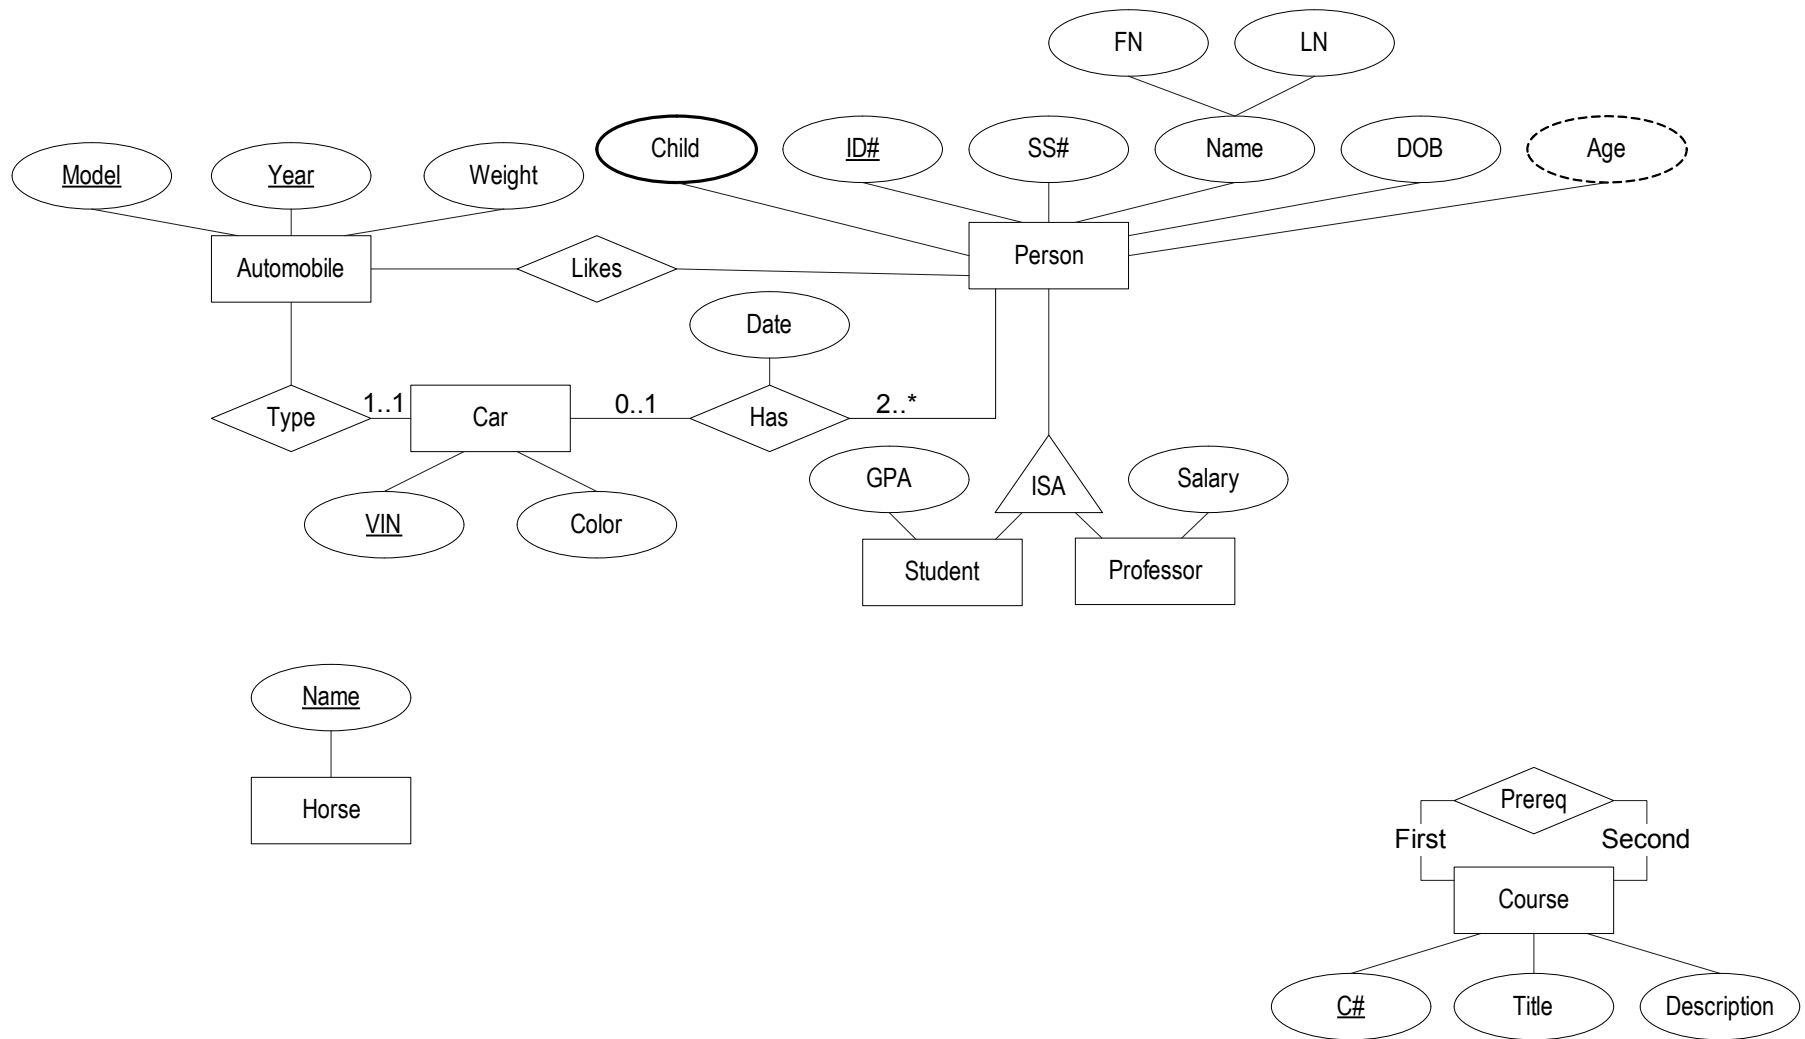 FN
LN
Child
ID#
SS#
Name
DOB
Age
Model
Year
Weight
Automobile
Likes
Person
Date
Type
1..1
Car
0..1
Has
2..*
GPA
ISA
Salary
VIN
Color
Student
Professor
Name
Horse
Prereq
First
Second
Course
C#
Title
Description